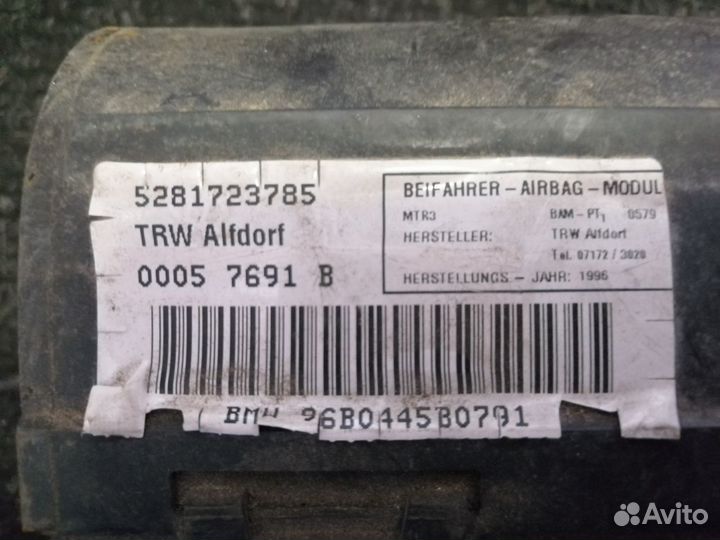 5281723785
TRW Alfdorf
0005 7691 B
BEIFAHRER - AIRBAG - MODUL
MTR3 BAM - PT1 0579
HERSTELLER: TRW Alfdorf
Tel. 07172 / 3020
HERSTELLUNGS - JAHR: 1996
BMW 96B0445B0791
Avito